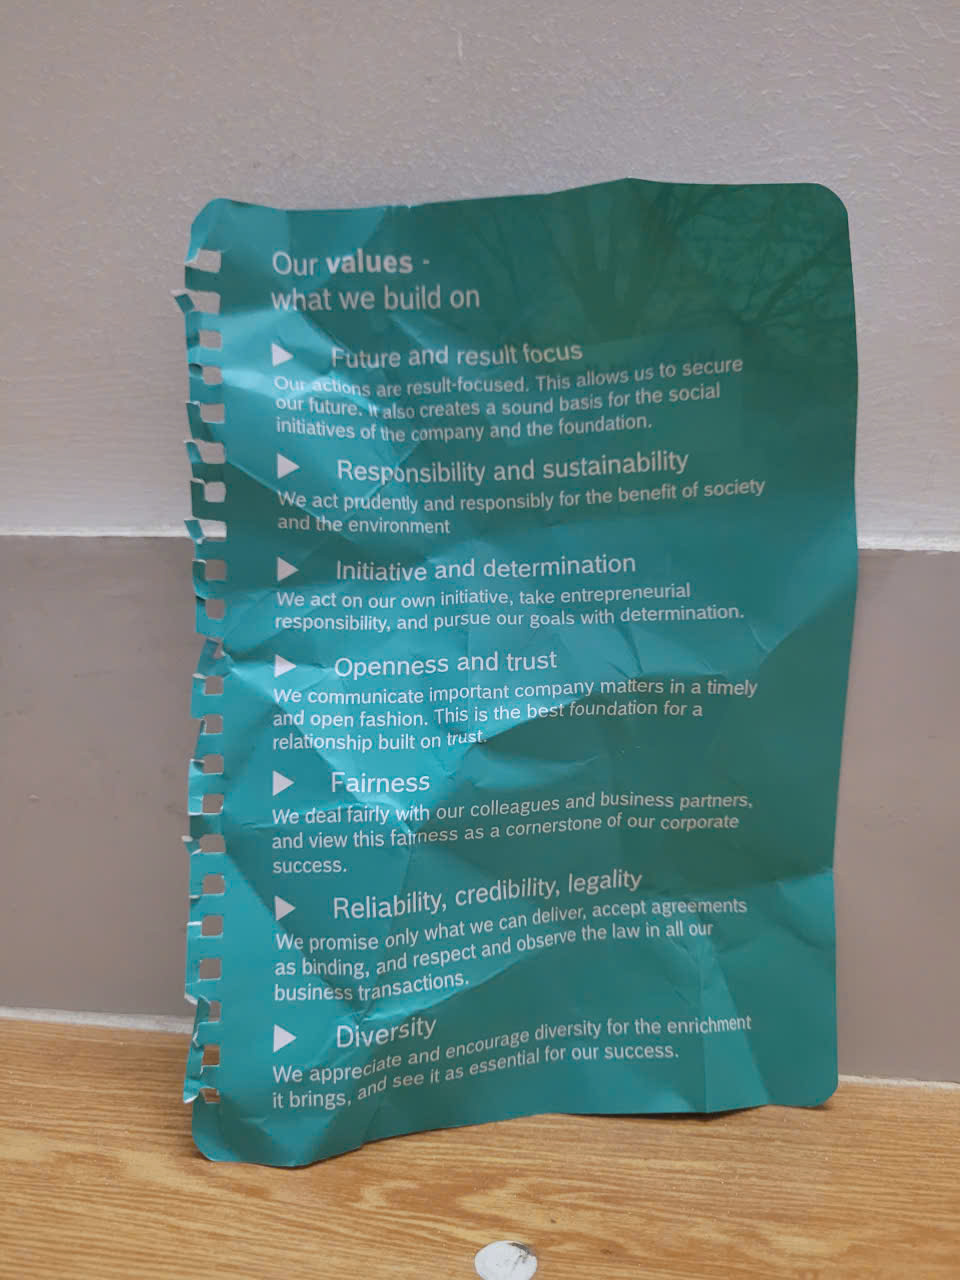 Our values -
what we build on
Future and result focus
Our actions are result-focused. This allows us to secure
our future. It also creates a sound basis for the social
initiatives of the company and the foundation.
Responsibility and sustainability
We act prudently and responsibly for the benefit of society
and the environment
Initiative and determination
We act on our own initiative, take entrepreneurial
responsibility, and pursue our goals with determination.
Openness and trust
We communicate important company matters in a timely
and open fashion. This is the best foundation for a
relationship built on trust.
Fairness
We deal fairly with our colleagues and business partners,
and view this fairness as a cornerstone of our corporate
success.
Reliability, credibility, legality
We promise only what we can deliver, accept agreements
as binding, and respect and observe the law in all our
business transactions.
Diversity
We appreciate and encourage diversity for the enrichment
it brings, and see it as essential for our success.